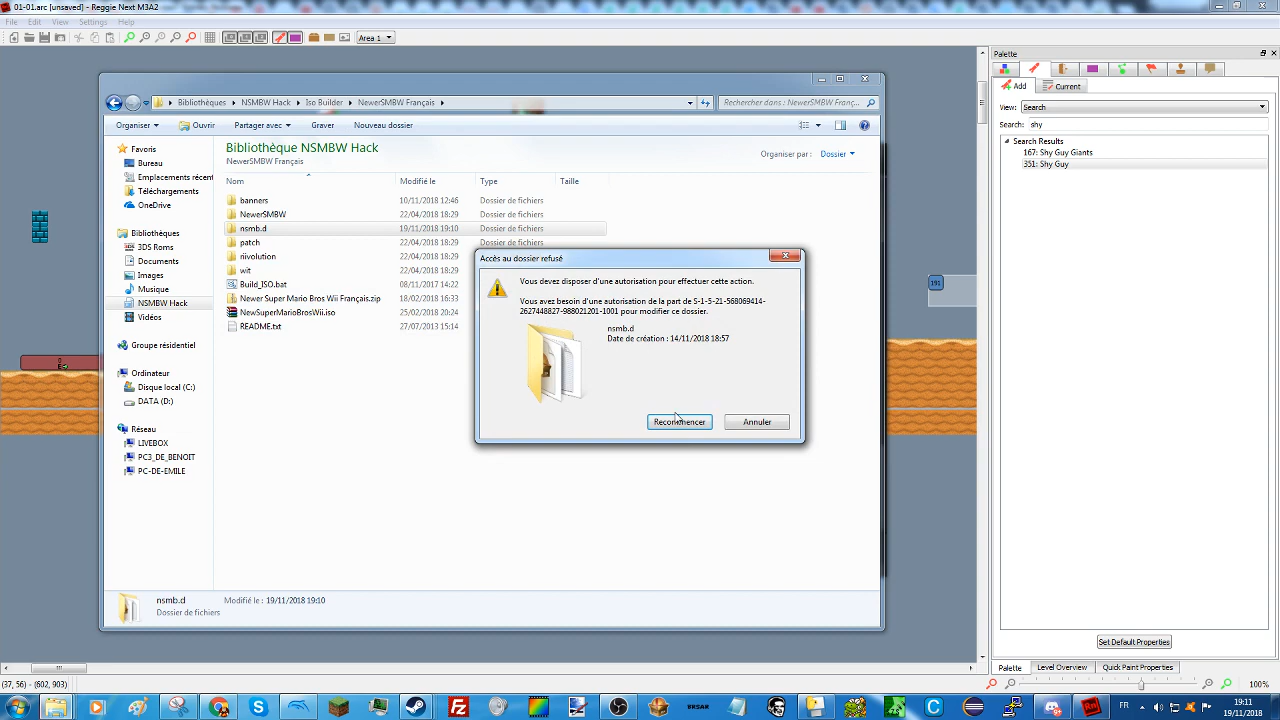 01-01.arc [unsaved] - Reggie Next M3A2
File Edit View Settings Help
Area 1
Bibliothèques NSMBW Hack Iso Builder NewerSMBW Français
Rechercher dans : NewerSMBW Franç...
Organiser Ouvrir Partager avec Graver Nouveau dossier
Bibliothèque NSMBW Hack
NewerSMBW Français
Organiser par : Dossier
Nom Modifié le Type Taille
Favoris
Bureau
Emplacements récent
Téléchargements
OneDrive
Bibliothèques
3DS Roms
Documents
Images
Musique
NSMBW Hack
Vidéos
Groupe résidentiel
Ordinateur
Disque local (C:)
DATA (D:)
Réseau
LIVEBOX
PC3_DE_BENOIT
PC-DE-EMILE
banners 10/11/2018 12:46 Dossier de fichiers
NewerSMBW 22/04/2018 18:29 Dossier de fichiers
nsmb.d 19/11/2018 19:10 Dossier de fichiers
patch 22/04/2018 18:29 Dossier de fichiers
riivolution 22/04/2018 18:29
wit 22/04/2018 18:29
Build_ISO.bat 08/11/2017 14:22
Newer Super Mario Bros Wii Français.zip 18/02/2018 16:33
NewSuperMarioBrosWii.iso 25/02/2018 20:24
README.txt 27/07/2013 15:14
Accès au dossier refusé
Vous devez disposer d'une autorisation pour effectuer cette action.
Vous avez besoin d'une autorisation de la part de S-1-5-21-568069414-
2627448827-988021201-1001 pour modifier ce dossier.
nsmb.d
Date de création : 14/11/2018 18:57
Recommencer Annuler
nsmb.d Modifié le : 19/11/2018 19:10
Dossier de fichiers
191
Palette
Add Current
View: Search
Search: shy
Search Results
167: Shy Guy Giants
351: Shy Guy
Set Default Properties
Palette Level Overview Quick Paint Properties
(37, 56) - (602, 903)
100%
BRSAR
FR
19:11
19/11/2018